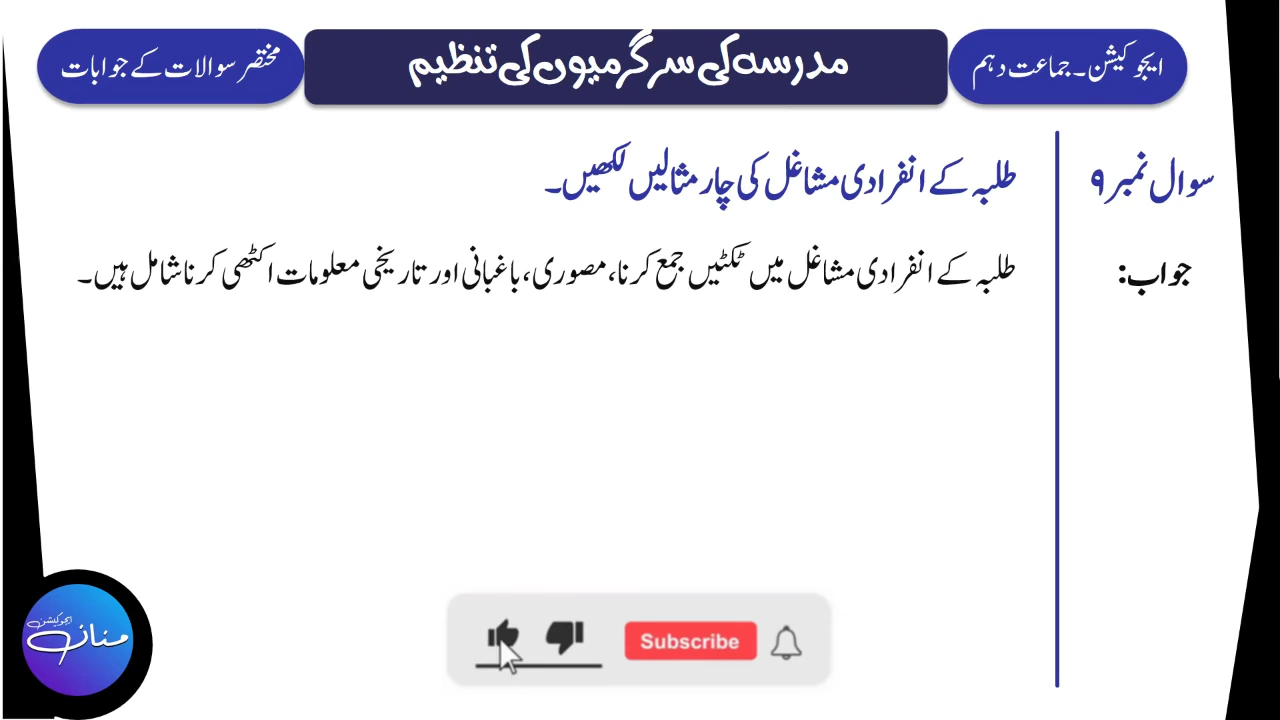 ایجوکیشن۔ جماعت دہم
مدرسہ کی سرگرمیوں کی تنظیم
مختصر سوالات کے جوابات
سوال نمبر ۹
طلبہ کے انفرادی مشاغل کی چار مثالیں لکھیں۔
جواب:
طلبہ کے انفرادی مشاغل میں ٹکٹیں جمع کرنا، مصوری، باغبانی اور تاریخی معلومات اکٹھی کرنا شامل ہیں۔
ایجوکیشن
Subscribe